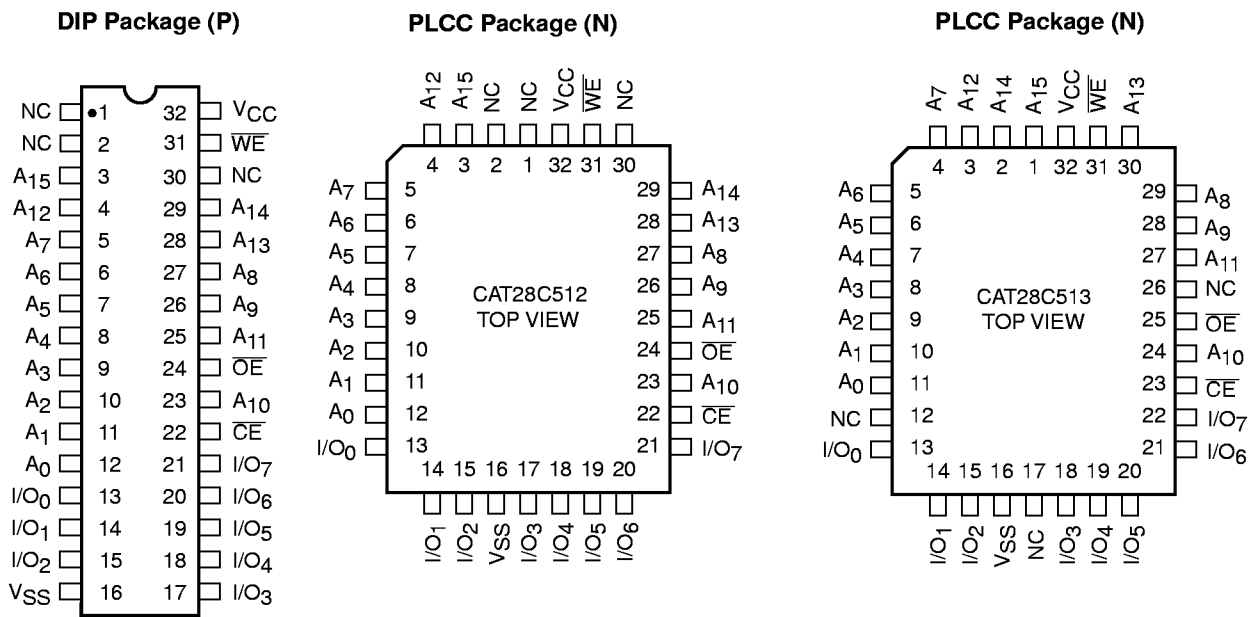 DIP Package (P)
NC 1 32 VCC
NC 2 31 WE
A15 3 30 NC
A12 4 29 A14
A7 5 28 A13
A6 6 27 A8
A5 7 26 A9
A4 8 25 A11
A3 9 24 OE
A2 10 23 A10
A1 11 22 CE
A0 12 21 I/O7
I/O0 13 20 I/O6
I/O1 14 19 I/O5
I/O2 15 18 I/O4
VSS 16 17 I/O3
PLCC Package (N)
A12 A15 NC NC VCC WE NC
4 3 2 1 32 31 30
A7 5 29 A14
A6 6 28 A13
A5 7 27 A8
A4 8 26 A9
A3 9 25 A11
A2 10 24 OE
A1 11 23 A10
A0 12 22 CE
I/O0 13 21 I/O7
CAT28C512
TOP VIEW
14 15 16 17 18 19 20
I/O1 I/O2 VSS I/O3 I/O4 I/O5 I/O6
PLCC Package (N)
A7 A12 A14 A15 VCC WE A13
4 3 2 1 32 31 30
A6 5 29 A8
A5 6 28 A9
A4 7 27 A11
A3 8 26 NC
A2 9 25 OE
A1 10 24 A10
A0 11 23 CE
NC 12 22 I/O7
I/O0 13 21 I/O6
CAT28C513
TOP VIEW
14 15 16 17 18 19 20
I/O1 I/O2 VSS NC I/O3 I/O4 I/O5